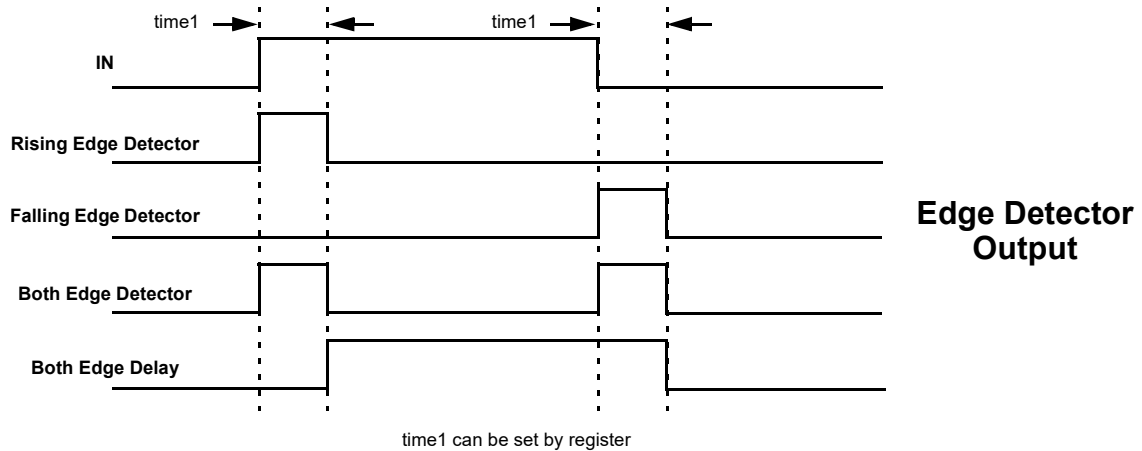 time1
time1
IN
Rising Edge Detector
Falling Edge Detector
Edge Detector
Output
Both Edge Detector
Both Edge Delay
time1 can be set by register